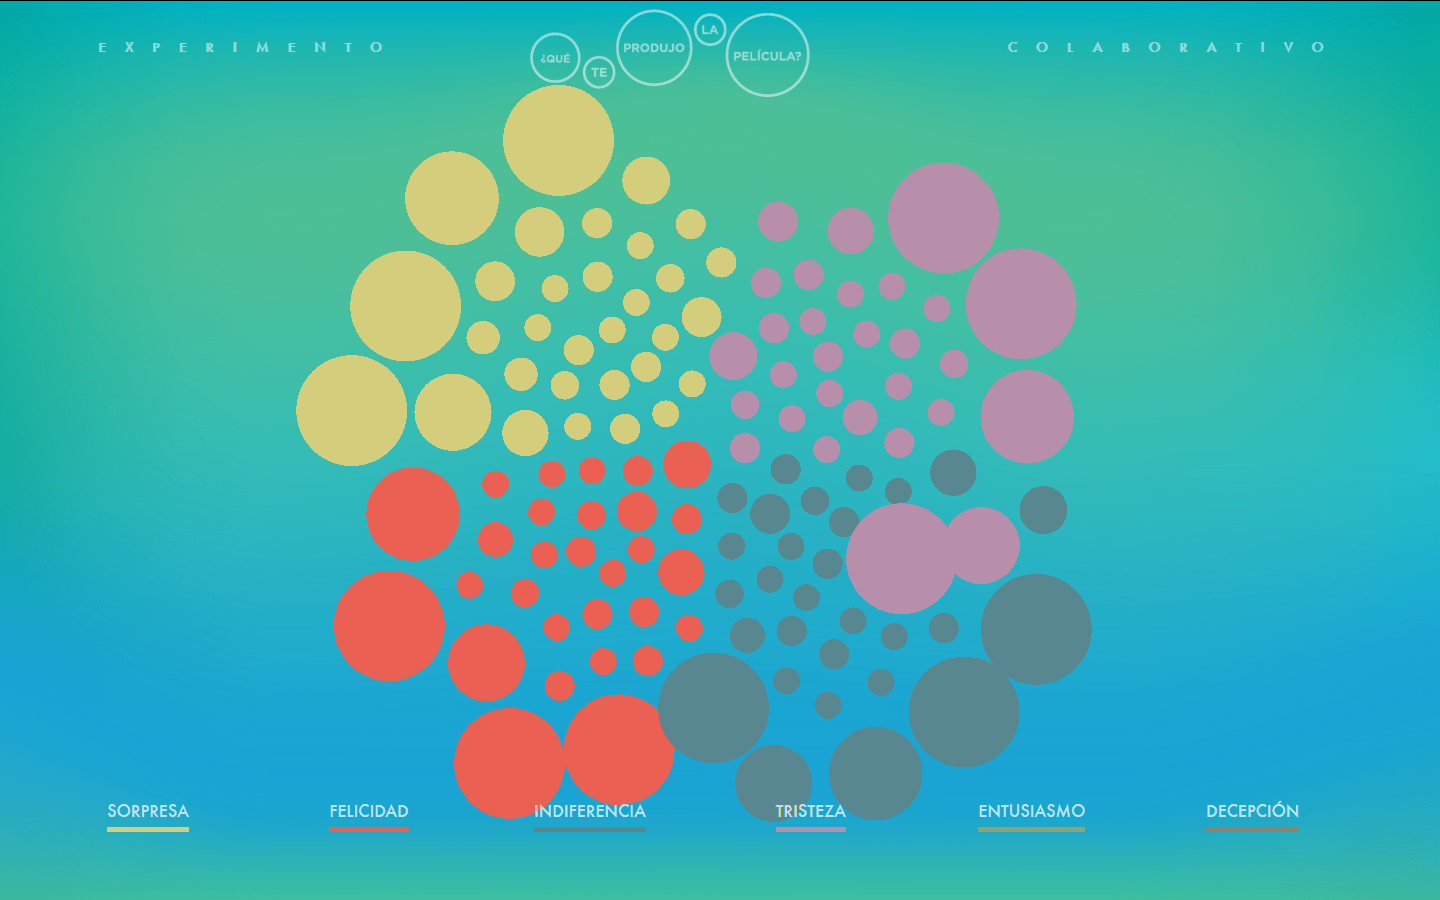 EXPERIMENTO
¿QUÉ TE PRODUJO LA PELÍCULA?
COLABORATIVO
SORPRESA
FELICIDAD
INDIFERENCIA
TRISTEZA
ENTUSIASMO
DECEPCIÓN